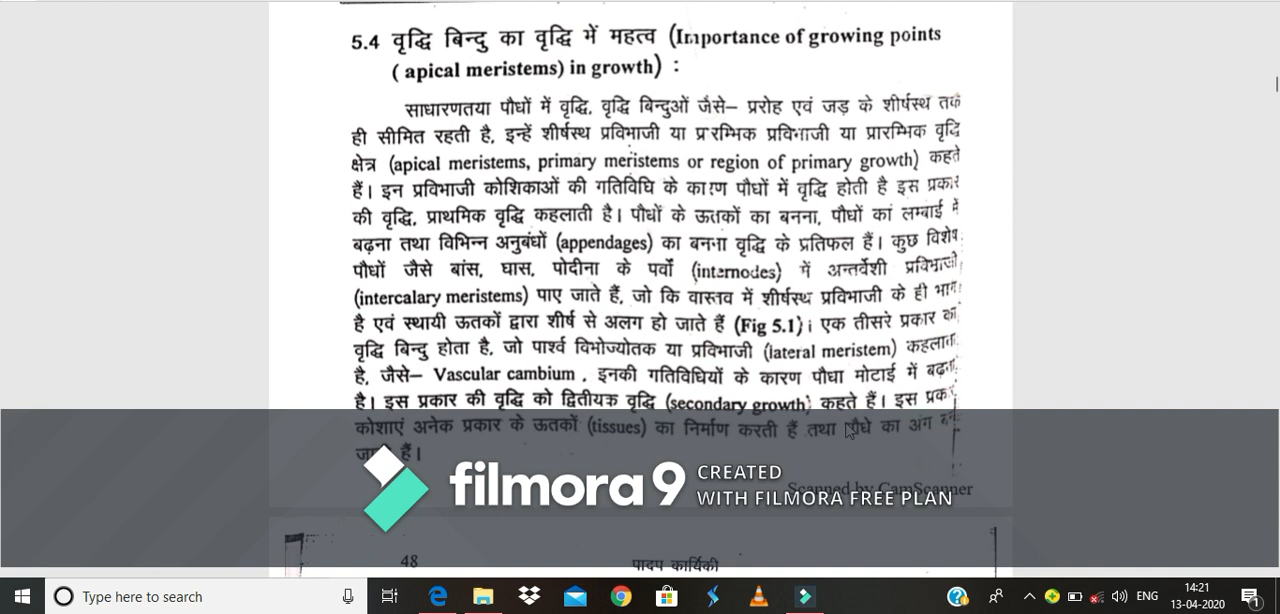 5.4 वृद्धि बिन्दु का वृद्धि में महत्व (Importance of growing points
( apical meristems) in growth) :
साधारणतया पौधों में वृद्धि, वृद्धि बिन्दुओं जैसे– प्ररोह एवं जड़ के शीर्षस्थ तक
ही सीमित रहती है, इन्हें शीर्षस्थ प्रविभाजी या प्ररम्भिक प्रविभाजी या प्रारम्भिक वृद्धि
क्षेत्र (apical meristems, primary meristems or region of primary growth) कहते
हैं। इन प्रविभाजी कोशिकाओं की गतिविधि के कारण पौधों में वृद्धि होती है इस प्रकार
की वृद्धि, प्राथमिक वृद्धि कहलाती है। पौधों के ऊतकों का बनना, पौधों कां लम्बाई में
बढ़ना तथा विभिन्न अनुबंधों (appendages) का बनना वृद्धि के प्रतिफल हैं। कुछ विशेष
पौधों जैसे बांस, घास, पोदीना के पर्वों (internodes) में अन्तर्वेशी प्रविभाजी
(intercalary meristems) पाए जाते हैं, जो कि वास्तव में शीर्षस्थ प्रविभाजी के ही भाग
है एवं स्थायी ऊतकों द्वारा शीर्ष से अलग हो जाते हैं (Fig 5.1)। एक तीसरे प्रकार का
वृद्धि बिन्दु होता है, जो पार्श्व विभोज्योतक या प्रविभाजी (lateral meristem) कहलाता
है, जैसे– Vascular cambium , इनकी गतिविधियों के कारण पौधा मोटाई में बढ़ता
है। इस प्रकार की वृद्धि को द्वितीयक वृद्धि (secondary growth) कहते हैं। इस प्रकार
कोशाएं अनेक प्रकार के ऊतकों (tissues) का निर्माण करती हैं तथा पौधे का अंग बन
हैं।
filmora 9 CREATED
WITH FILMORA FREE PLAN
Scanned by CamScanner
48 पादप कार्यिकी
Type here to search
ENG
14:21
13-04-2020